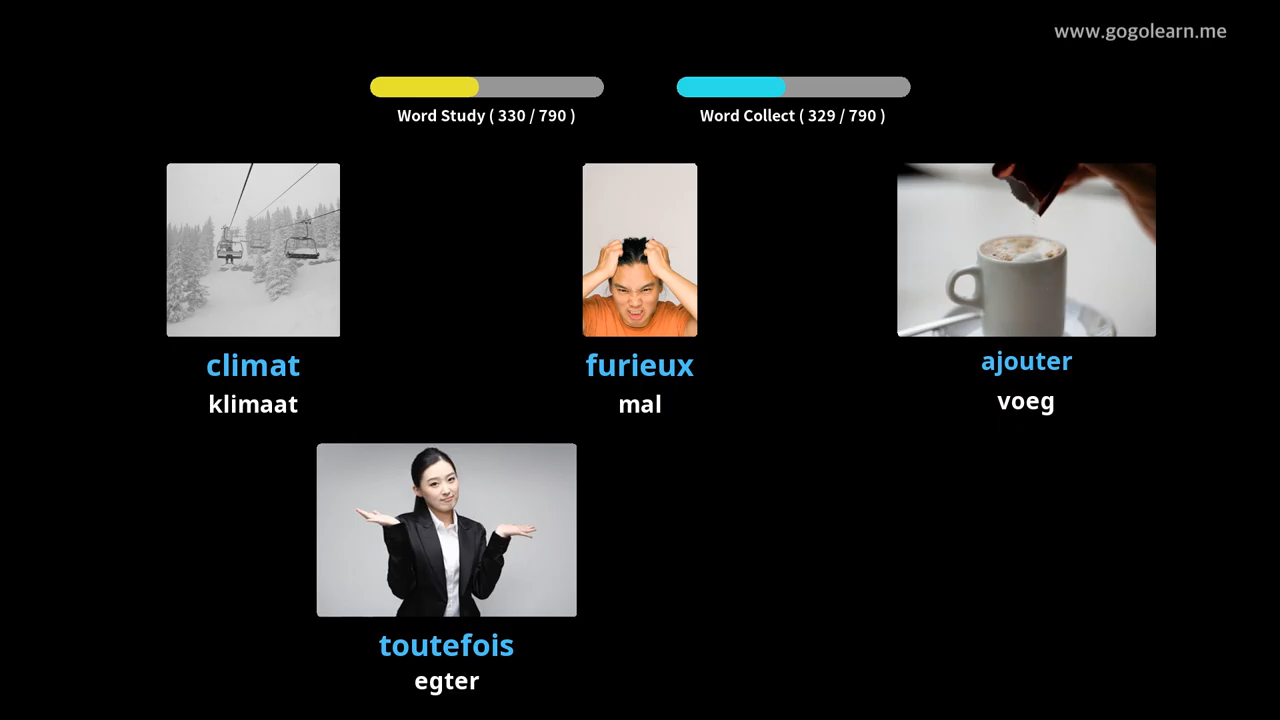 www.gogolearn.me
Word Study ( 330 / 790 )
Word Collect ( 329 / 790 )
climat
klimaat
furieux
mal
ajouter
voeg
toutefois
egter